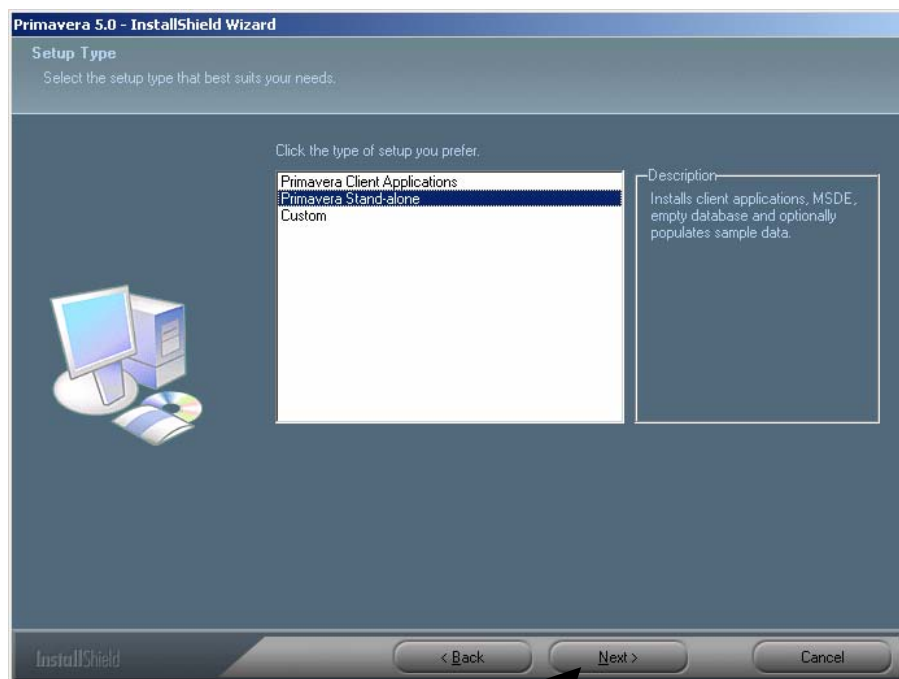 Primavera 5.0 - InstallShield Wizard
Setup Type
Select the setup type that best suits your needs.
Click the type of setup you prefer.
Primavera Client Applications
Primavera Stand-alone
Custom
Description
Installs client applications, MSDE,
empty database and optionally
populates sample data.
InstallShield
< Back
Next >
Cancel